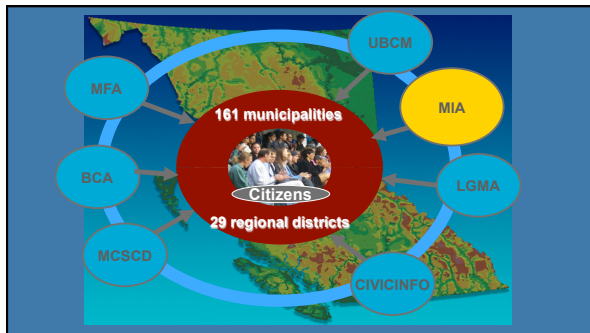 UBCM
MFA
MIA
161 municipalities
BCA
Citizens
LGMA
29 regional districts
MCSCD
CIVICINFO